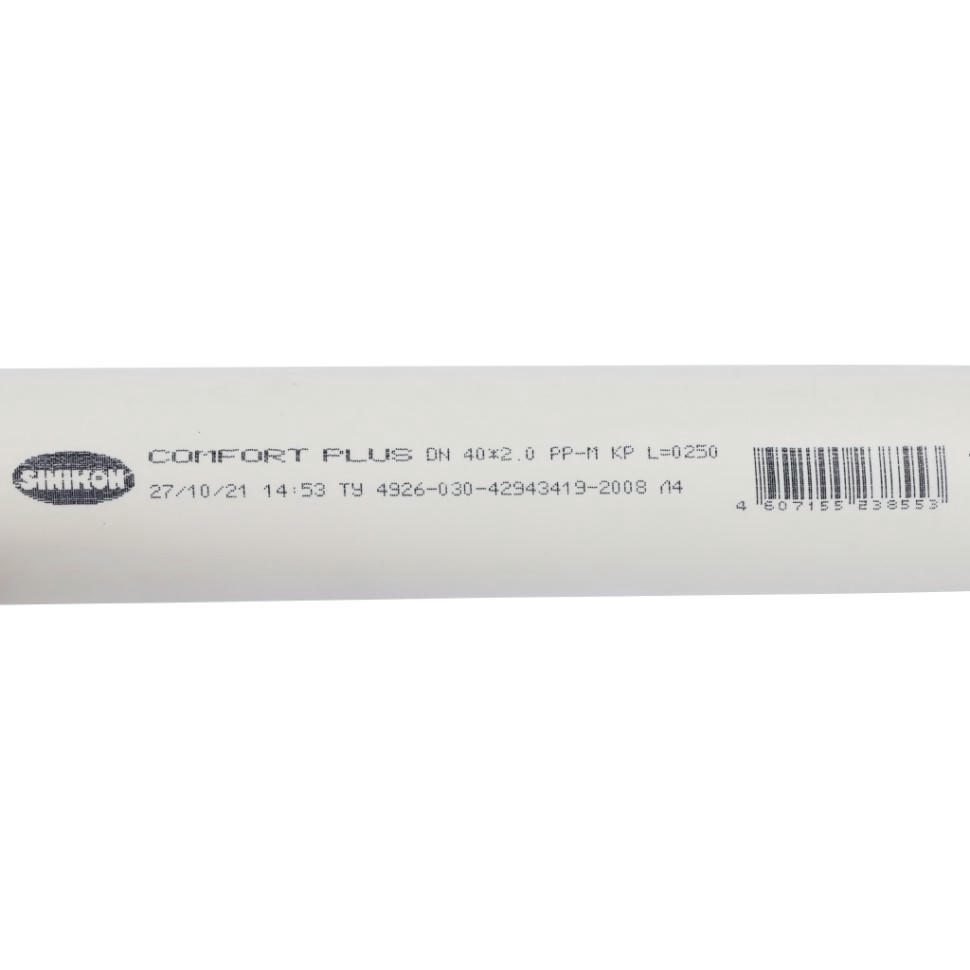 SINIKON
COMFORT PLUS DN 40*2.0 PP-M KP L=0250
27/10/21 14:53 ТУ 4926-030-42943419-2008 Л4
4 607155 238553